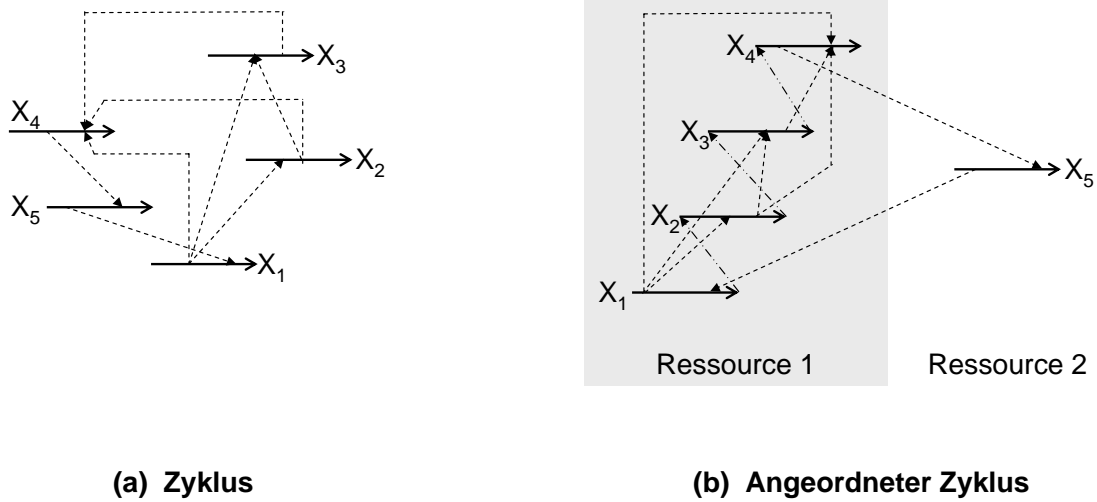 X3
X4
X2
X5
X1
X4
X3
X5
X2
X1
Ressource 1
Ressource 2
(a) Zyklus
(b) Angeordneter Zyklus